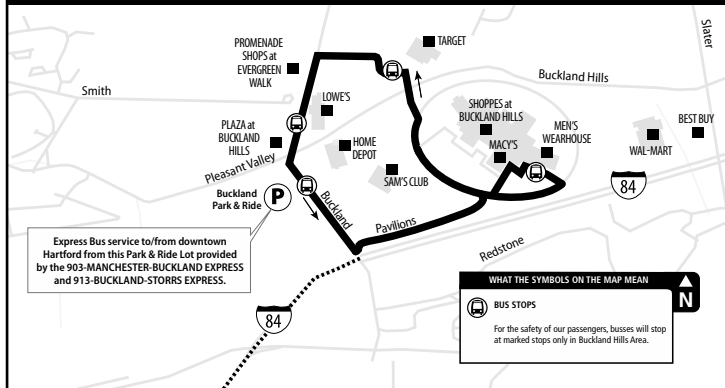 PROMENADE
SHOPS at
EVERGREEN
WALK
TARGET
Slater
Smith
Buckland Hills
LOWE'S
SHOPPES at
BUCKLAND HILLS
MEN'S
WEARHOUSE
BEST BUY
PLAZA at
BUCKLAND
HILLS
HOME
DEPOT
MACY'S
WAL-MART
Pleasant Valley
SAM'S CLUB
84
Buckland
Park & Ride
P
Buckland
Pavilions
Redstone
Express Bus service to/from downtown
Hartford from this Park & Ride Lot provided
by the 903-MANCHESTER-BUCKLAND EXPRESS
and 913-BUCKLAND-STORRS EXPRESS.
84
WHAT THE SYMBOLS ON THE MAP MEAN
N
BUS STOPS
For the safety of our passengers, busses will stop
at marked stops only in Buckland Hills Area.